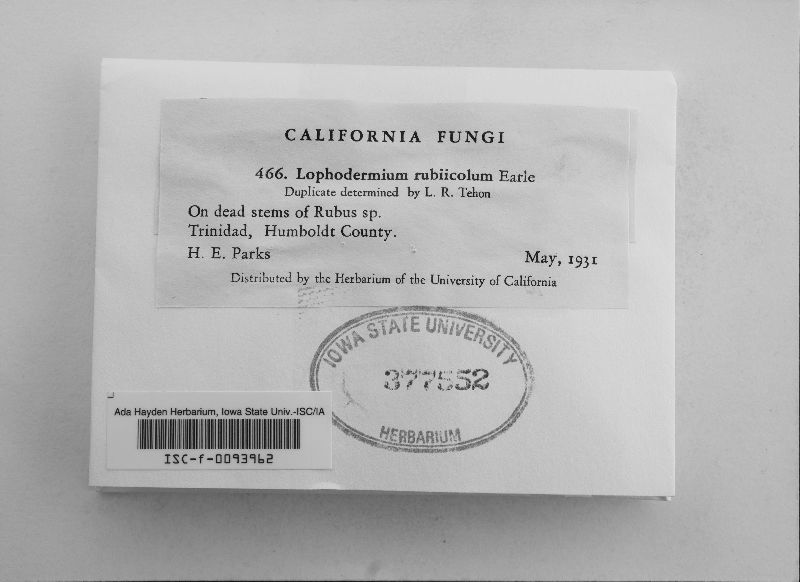 CALIFORNIA FUNGI
466. Lophodermium rubiicolum Earle
Duplicate determined by L. R. Tehon
On dead stems of Rubus sp.
Trinidad, Humboldt County.
H. E. Parks May, 1931
Distributed by the Herbarium of the University of California
IOWA STATE UNIVERSITY
377552
HERBARIUM
Ada Hayden Herbarium, Iowa State Univ.-ISC/IA
ISC-f-0093962